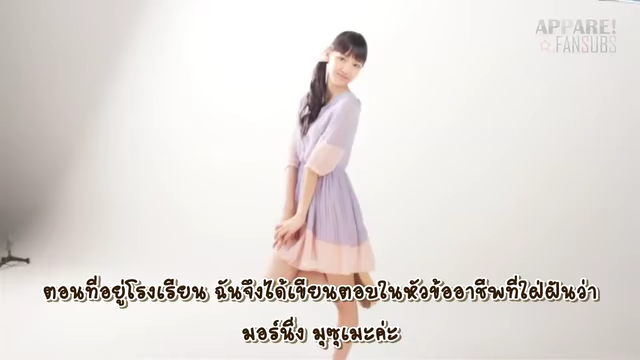 APPARE!
FANSUBS
ตอนที่อยู่โรงเรียน ฉันจึงได้เขียนตอบในหัวข้ออาชีพที่ใฝ่ฝันว่า
มอร์นิ่ง มุซุเมะค่ะ